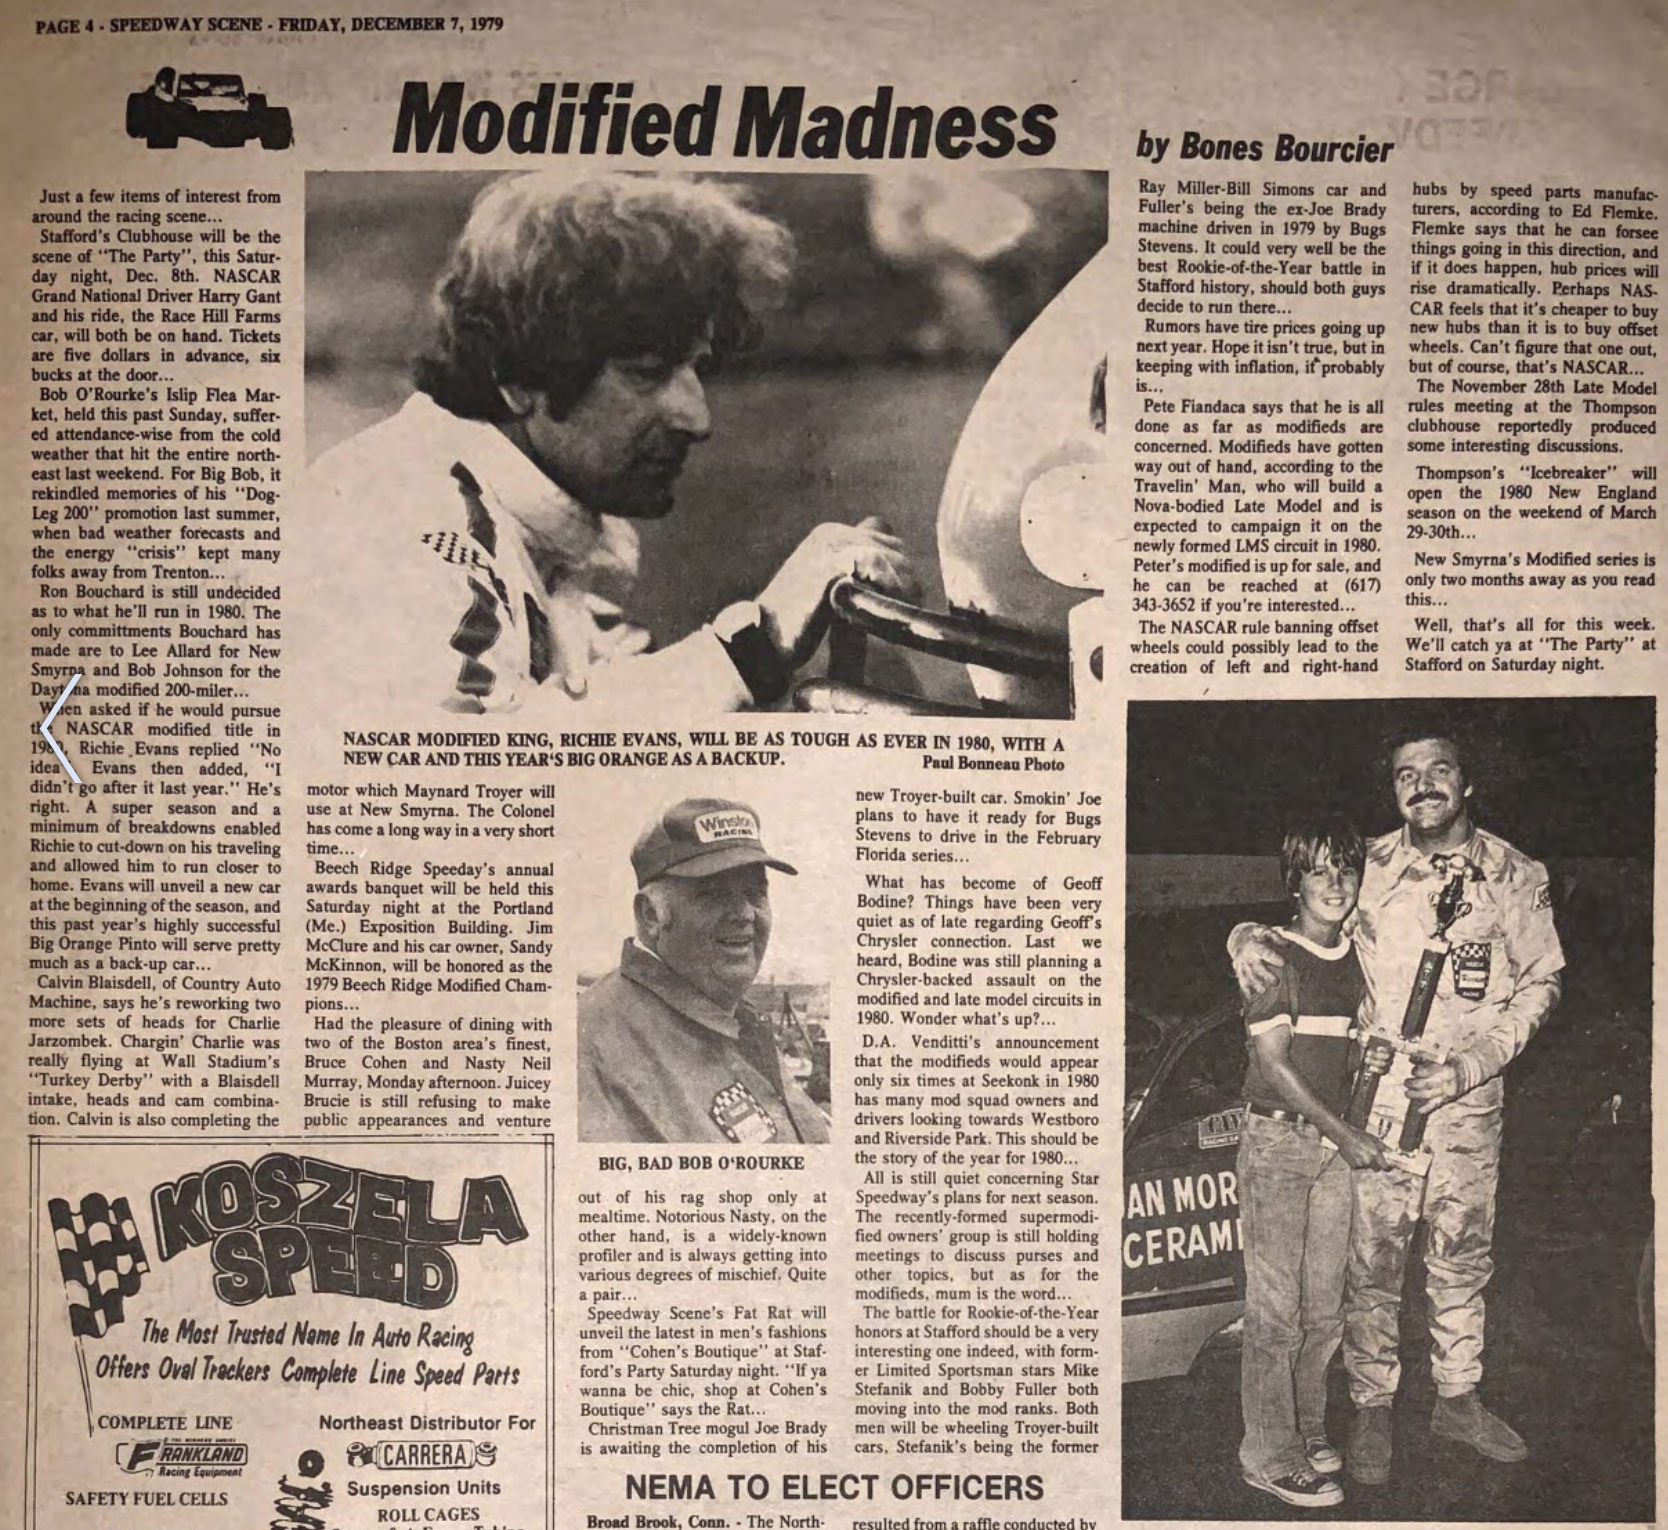 PAGE 4 - SPEEDWAY SCENE - FRIDAY, DECEMBER 7, 1979
Modified Madness
by Bones Bourcier
Just a few items of interest from
around the racing scene...
Stafford's Clubhouse will be the
scene of "The Party", this Satur-
day night, Dec. 8th. NASCAR
Grand National Driver Harry Gant
and his ride, the Race Hill Farms
car, will both be on hand. Tickets
are five dollars in advance, six
bucks at the door...
Bob O'Rourke's Islip Flea Mar-
ket, held this past Sunday, suffer-
ed attendance-wise from the cold
weather that hit the entire north-
east last weekend. For Big Bob, it
rekindled memories of his "Dog-
Leg 200" promotion last summer,
when bad weather forecasts and
the energy "crisis" kept many
folks away from Trenton...
Ron Bouchard is still undecided
as to what he'll run in 1980. The
only committments Bouchard has
made are to Lee Allard for New
Smyrna and Bob Johnson for the
Daytona modified 200-miler...
When asked if he would pursue
the NASCAR modified title in
1980, Richie Evans replied "No
idea" Evans then added, "I
didn't go after it last year." He's
right. A super season and a
minimum of breakdowns enabled
Richie to cut-down on his traveling
and allowed him to run closer to
home. Evans will unveil a new car
at the beginning of the season, and
this past year's highly successful
Big Orange Pinto will serve pretty
much as a back-up car...
Calvin Blaisdell, of Country Auto
Machine, says he's reworking two
more sets of heads for Charlie
Jarzombek. Chargin' Charlie was
really flying at Wall Stadium's
"Turkey Derby" with a Blaisdell
intake, heads and cam combina-
tion. Calvin is also completing the
NASCAR MODIFIED KING, RICHIE EVANS, WILL BE AS TOUGH AS EVER IN 1980, WITH A
NEW CAR AND THIS YEAR'S BIG ORANGE AS A BACKUP. Paul Bonneau Photo
motor which Maynard Troyer will
use at New Smyrna. The Colonel
has come a long way in a very short
time...
Beech Ridge Speeday's annual
awards banquet will be held this
Saturday night at the Portland
(Me.) Exposition Building. Jim
McClure and his car owner, Sandy
McKinnon, will be honored as the
1979 Beech Ridge Modified Cham-
pions...
Had the pleasure of dining with
two of the Boston area's finest,
Bruce Cohen and Nasty Neil
Murray, Monday afternoon. Juicey
Brucie is still refusing to make
public appearances and venture
Winston
RACING
BIG, BAD BOB O'ROURKE
out of his rag shop only at
mealtime. Notorious Nasty, on the
other hand, is a widely-known
profiler and is always getting into
various degrees of mischief. Quite
a pair...
Speedway Scene's Fat Rat will
unveil the latest in men's fashions
from "Cohen's Boutique" at Staf-
ford's Party Saturday night. "If ya
wanna be chic, shop at Cohen's
Boutique" says the Rat...
Christman Tree mogul Joe Brady
is awaiting the completion of his
new Troyer-built car. Smokin' Joe
plans to have it ready for Bugs
Stevens to drive in the February
Florida series...
What has become of Geoff
Bodine? Things have been very
quiet as of late regarding Geoff's
Chrysler connection. Last we
heard, Bodine was still planning a
Chrysler-backed assault on the
modified and late model circuits in
1980. Wonder what's up?...
D.A. Venditti's announcement
that the modifieds would appear
only six times at Seekonk in 1980
has many mod squad owners and
drivers looking towards Westboro
and Riverside Park. This should be
the story of the year for 1980...
All is still quiet concerning Star
Speedway's plans for next season.
The recently-formed supermodi-
fied owners' group is still holding
meetings to discuss purses and
other topics, but as for the
modifieds, mum is the word...
The battle for Rookie-of-the-Year
honors at Stafford should be a very
interesting one indeed, with form-
er Limited Sportsman stars Mike
Stefanik and Bobby Fuller both
moving into the mod ranks. Both
men will be wheeling Troyer-built
cars, Stefanik's being the former
Ray Miller-Bill Simons car and
Fuller's being the ex-Joe Brady
machine driven in 1979 by Bugs
Stevens. It could very well be the
best Rookie-of-the-Year battle in
Stafford history, should both guys
decide to run there...
Rumors have tire prices going up
next year. Hope it isn't true, but in
keeping with inflation, it probably
is...
Pete Fiandaca says that he is all
done as far as modifieds are
concerned. Modifieds have gotten
way out of hand, according to the
Travelin' Man, who will build a
Nova-bodied Late Model and is
expected to campaign it on the
newly formed LMS circuit in 1980.
Peter's modified is up for sale, and
he can be reached at (617)
343-3652 if you're interested...
The NASCAR rule banning offset
wheels could possibly lead to the
creation of left and right-hand
hubs by speed parts manufac-
turers, according to Ed Flemke.
Flemke says that he can forsee
things going in this direction, and
if it does happen, hub prices will
rise dramatically. Perhaps NAS-
CAR feels that it's cheaper to buy
new hubs than it is to buy offset
wheels. Can't figure that one out,
but of course, that's NASCAR...
The November 28th Late Model
rules meeting at the Thompson
clubhouse reportedly produced
some interesting discussions.
Thompson's "Icebreaker" will
open the 1980 New England
season on the weekend of March
29-30th...
New Smyrna's Modified series is
only two months away as you read
this...
Well, that's all for this week.
We'll catch ya at "The Party" at
Stafford on Saturday night.
AN MOR
CERAMI
KOSZELA
SPEED
The Most Trusted Name In Auto Racing
Offers Oval Trackers Complete Line Speed Parts
COMPLETE LINE
FRANKLAND
Racing Equipment
SAFETY FUEL CELLS
Northeast Distributor For
CARRERA
Suspension Units
ROLL CAGES
NEMA TO ELECT OFFICERS
Broad Brook, Conn. - The North-
resulted from a raffle conducted by